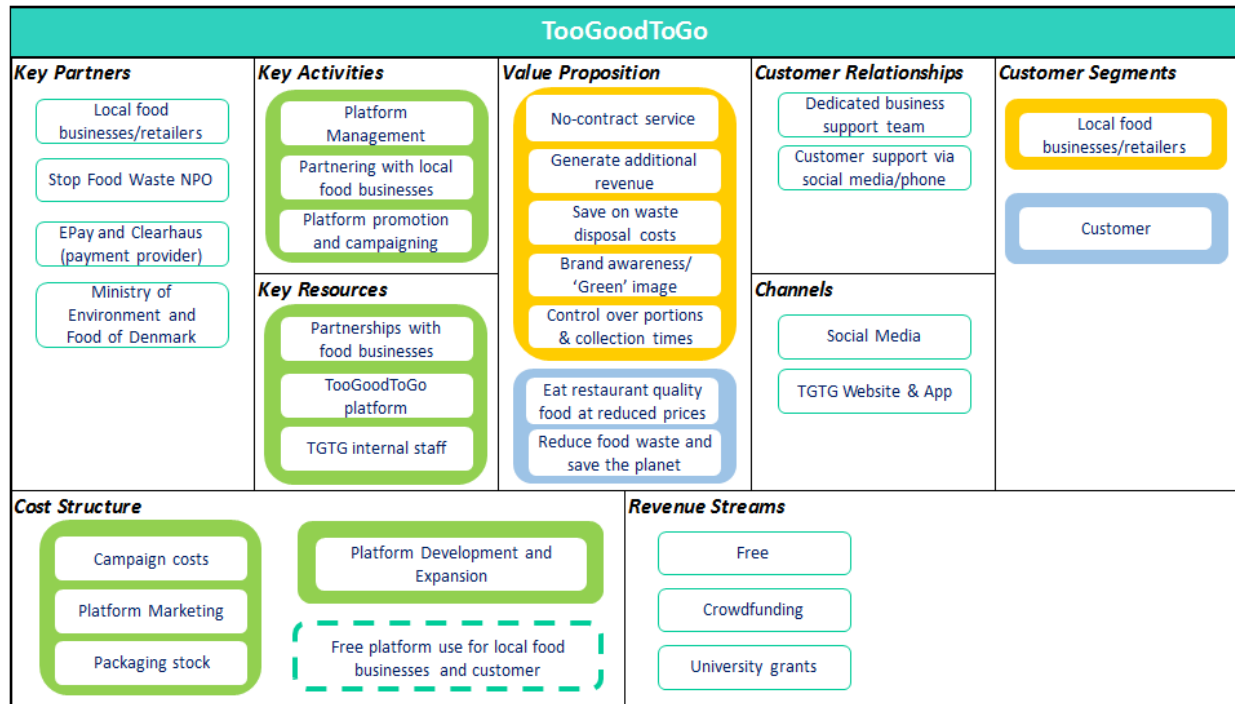 TooGoodToGo
Key Partners
Local food
businesses/retailers
Stop Food Waste NPO
EPay and Clearhaus
(payment provider)
Ministry of
Environment and
Food of Denmark
Key Activities
Platform
Management
Partnering with local
food businesses
Platform promotion
and campaigning
Key Resources
Partnerships with
food businesses
TooGoodToGo
platform
TGTG internal staff
Value Proposition
No-contract service
Generate additional
revenue
Save on waste
disposal costs
Brand awareness/
‘Green’ image
Control over portions
& collection times
Eat restaurant quality
food at reduced prices
Reduce food waste and
save the planet
Customer Relationships
Dedicated business
support team
Customer support via
social media/phone
Channels
Social Media
TGTG Website & App
Customer Segments
Local food
businesses/retailers
Customer
Cost Structure
Campaign costs
Platform Marketing
Packaging stock
Platform Development and
Expansion
Free platform use for local food
businesses and customer
Revenue Streams
Free
Crowdfunding
University grants